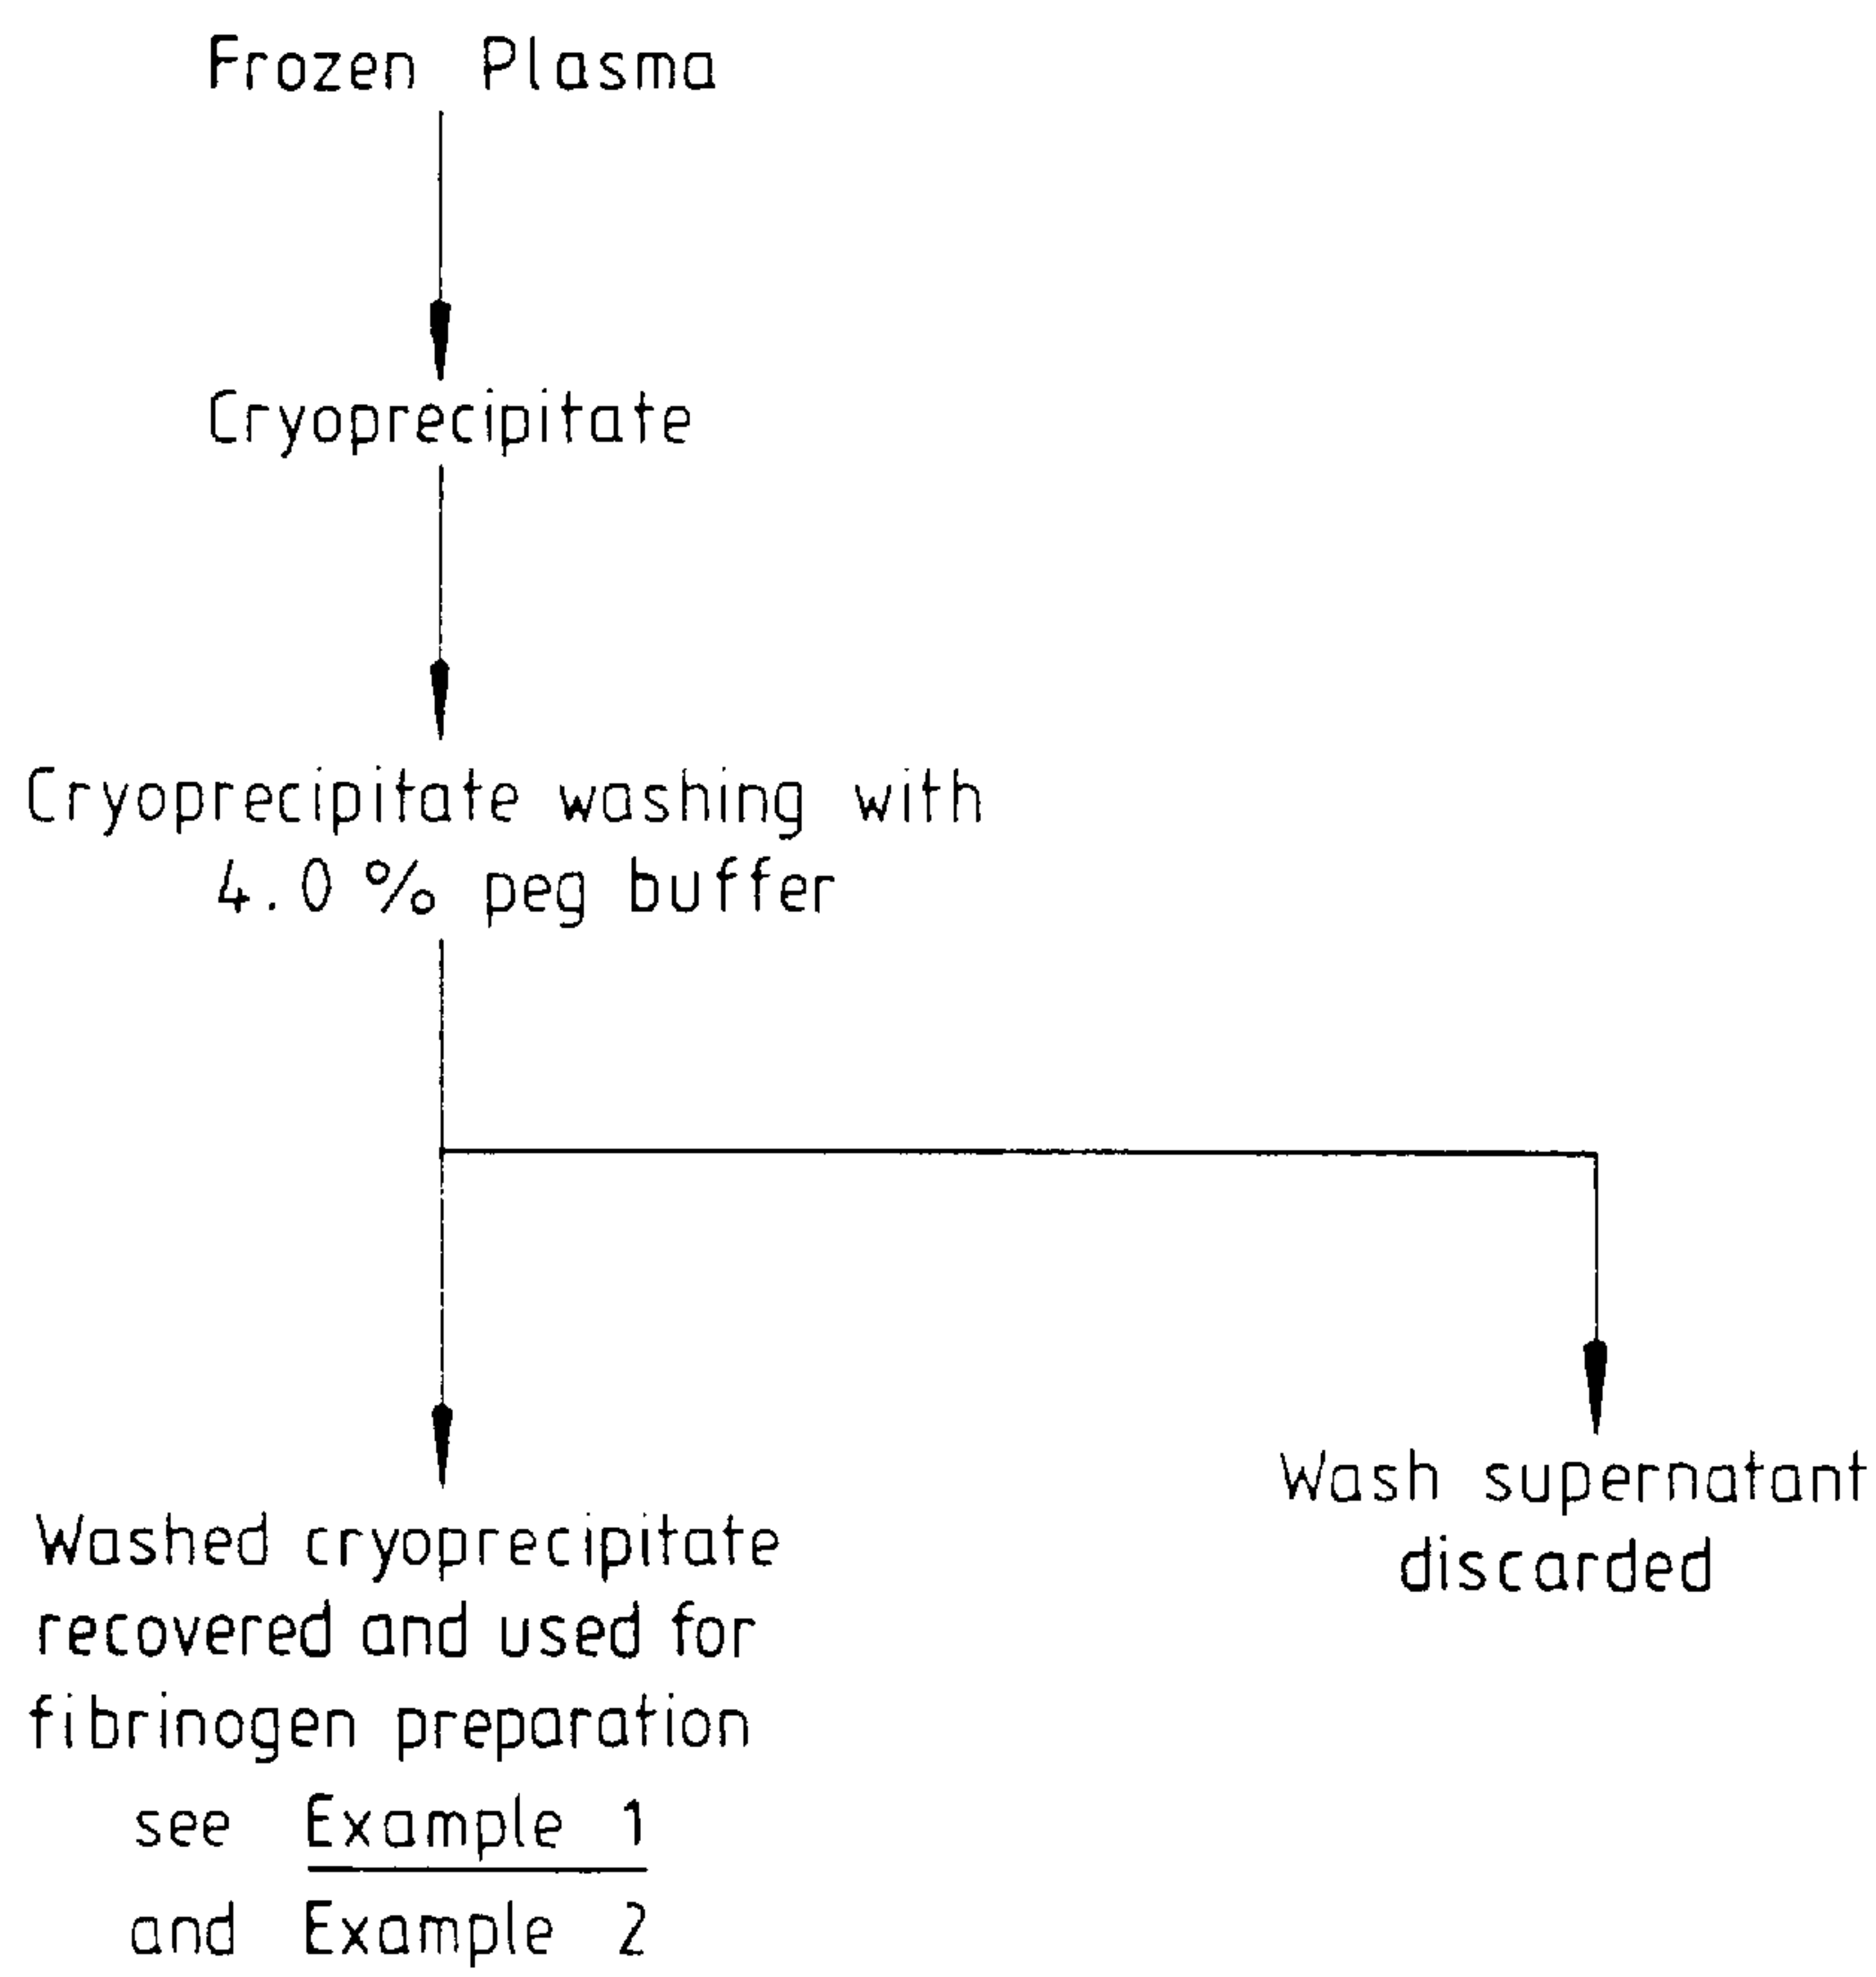 Frozen Plasma
Cryoprecipitate
Cryoprecipitate washing with
4.0 % peg buffer
Wash supernatant
discarded
Washed cryoprecipitate
recovered and used for
fibrinogen preparation
see Example 1
and Example 2